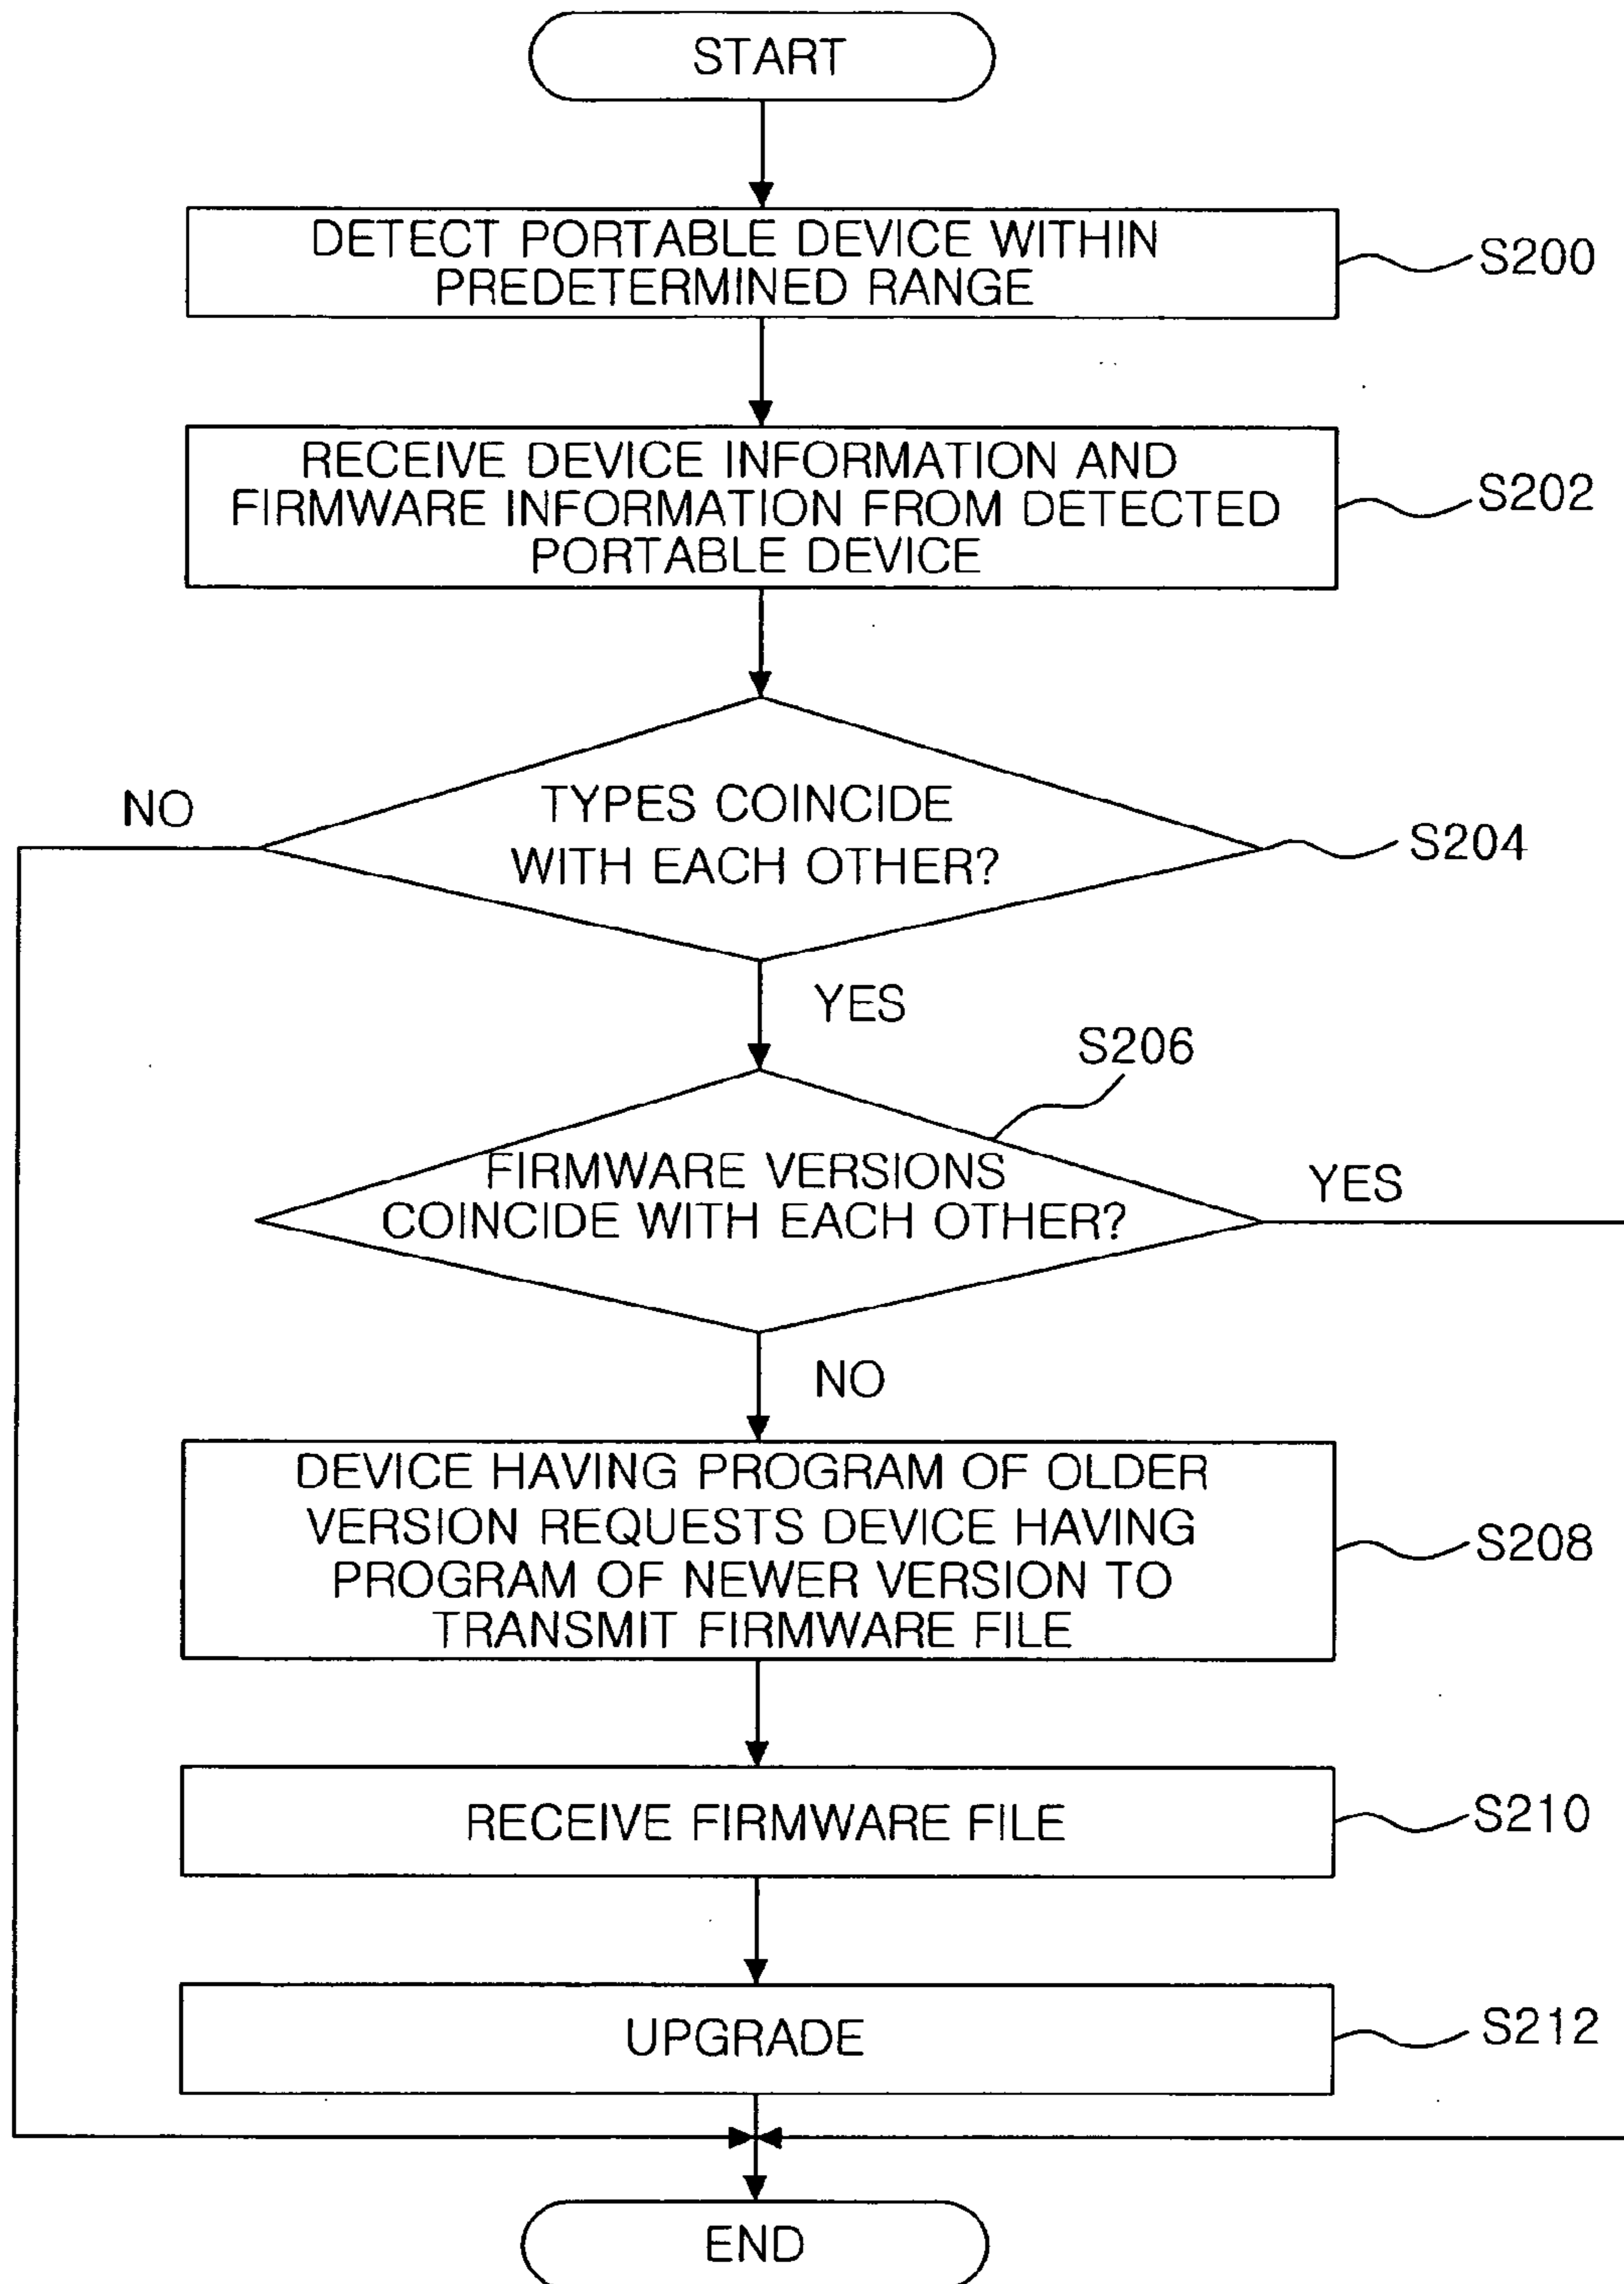 START
DETECT PORTABLE DEVICE WITHIN
PREDETERMINED RANGE
S200
RECEIVE DEVICE INFORMATION AND
FIRMWARE INFORMATION FROM DETECTED
PORTABLE DEVICE
S202
NO
TYPES COINCIDE
WITH EACH OTHER?
S204
YES
S206
FIRMWARE VERSIONS
COINCIDE WITH EACH OTHER?
YES
NO
DEVICE HAVING PROGRAM OF OLDER
VERSION REQUESTS DEVICE HAVING
PROGRAM OF NEWER VERSION TO
TRANSMIT FIRMWARE FILE
S208
RECEIVE FIRMWARE FILE
S210
UPGRADE
S212
END